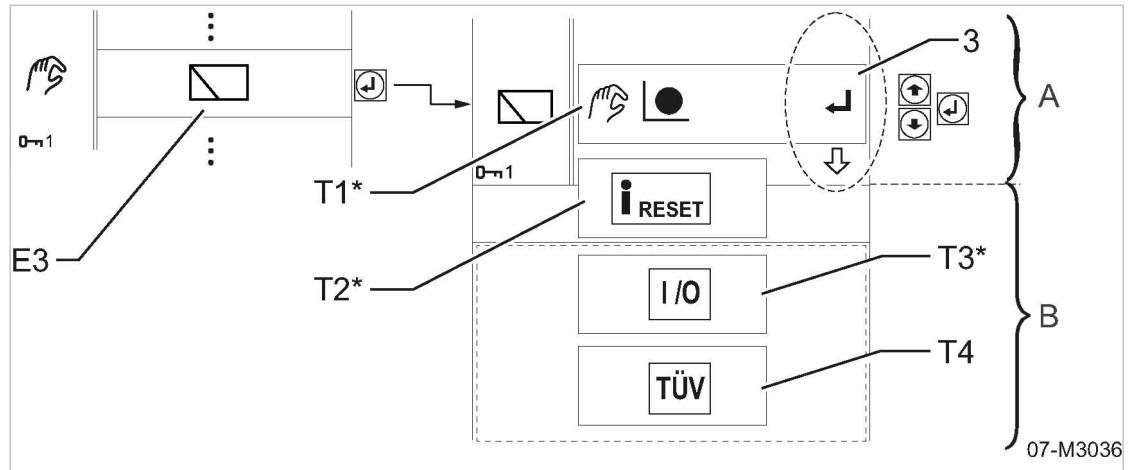 3
A
1
1
T1*
RESET
E3
T2*
T3*
I/O
B
T4
TÜV
07-M3036